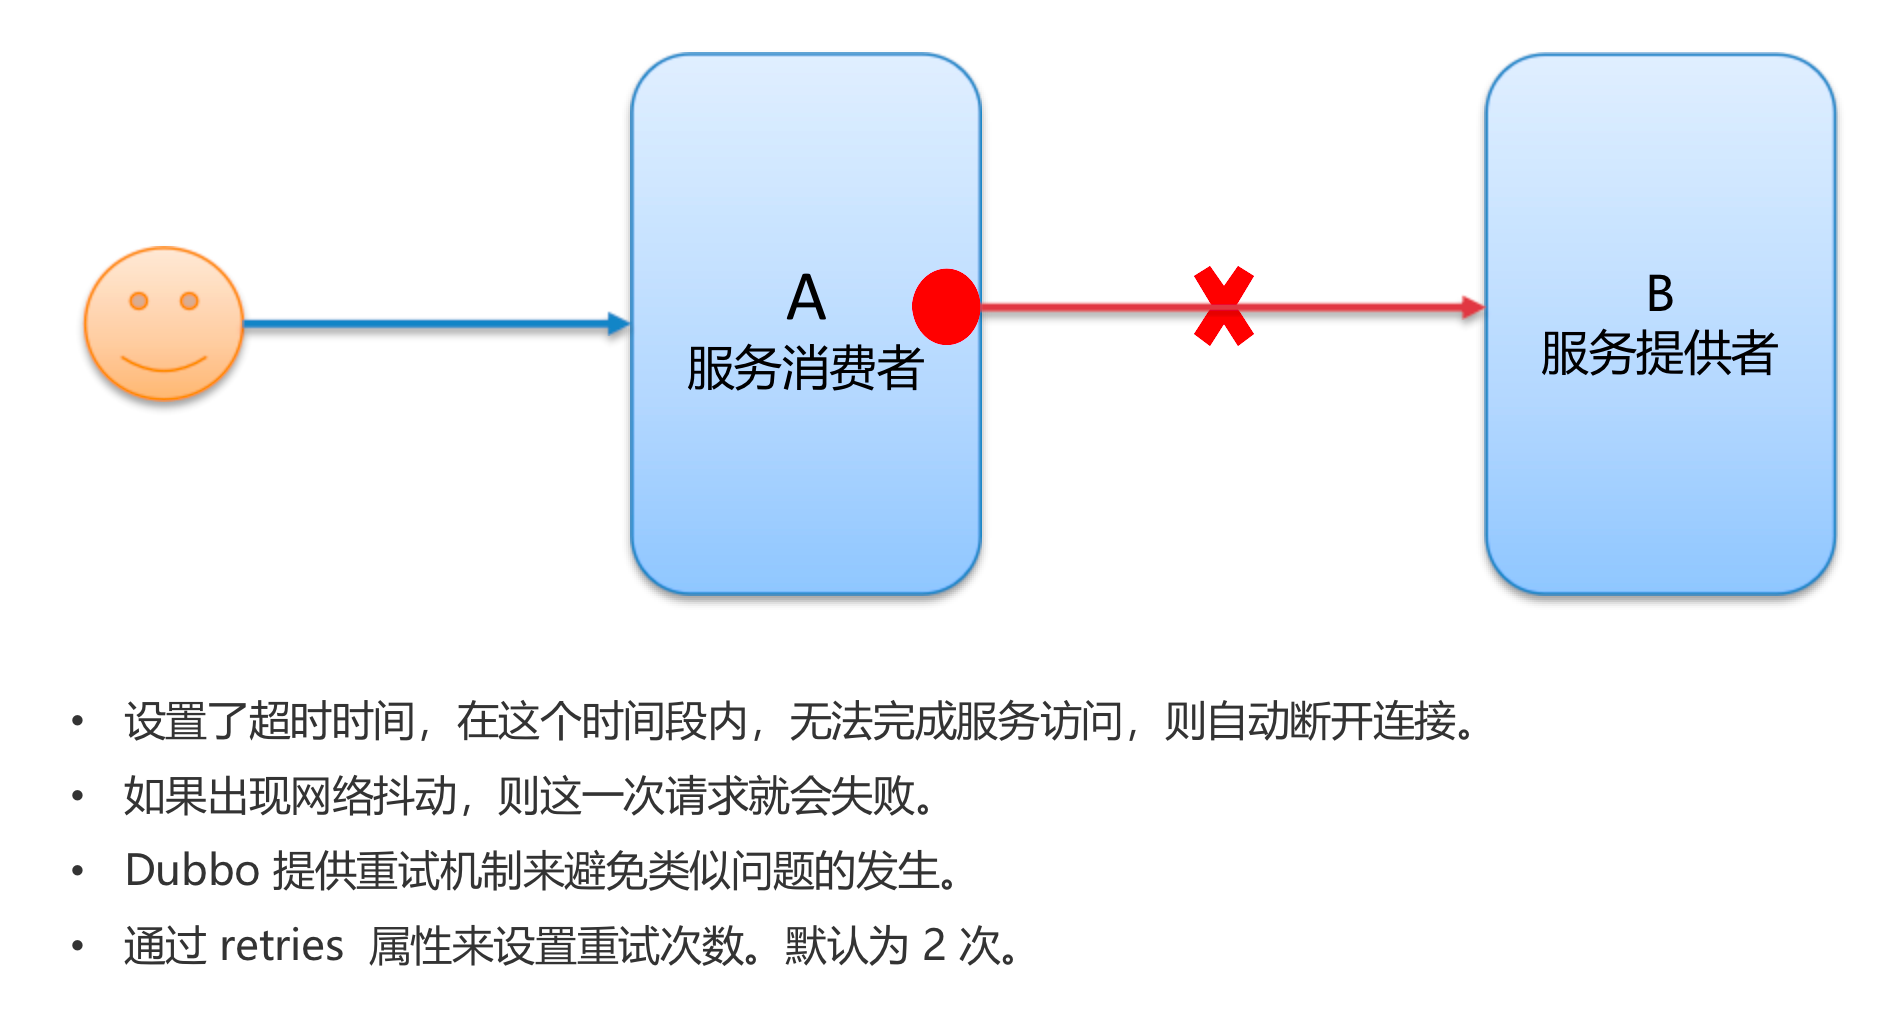 A
服务消费者
B
服务提供者
• 设置了超时时间，在这个时间段内，无法完成服务访问，则自动断开连接。
• 如果出现网络抖动，则这一次请求就会失败。
• Dubbo 提供重试机制来避免类似问题的发生。
• 通过 retries 属性来设置重试次数。默认为 2 次。